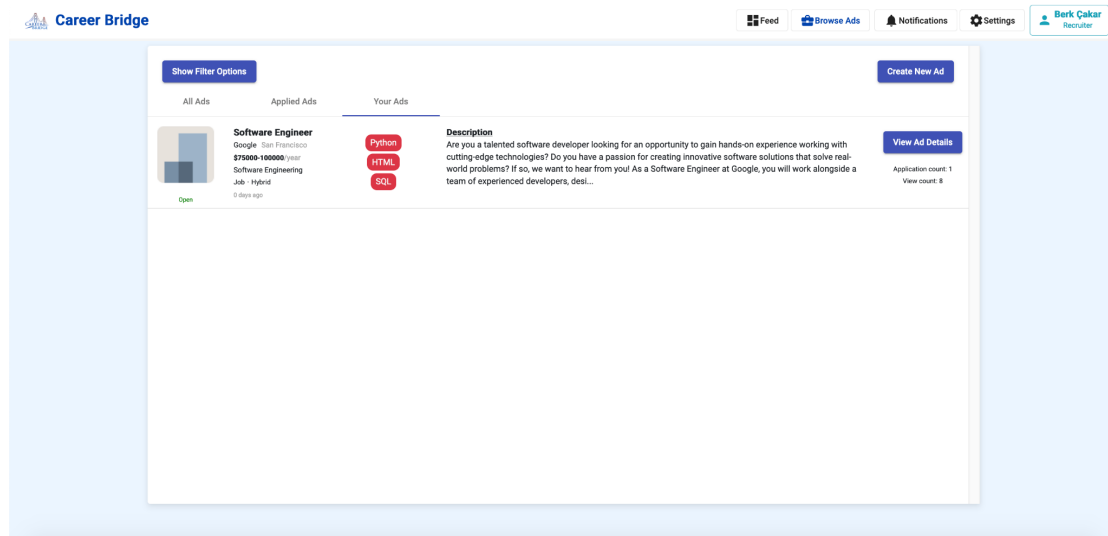 Career Bridge
Feed
Browse Ads
Notifications
Settings
Berk Çakar
Recruiter
Show Filter Options
Create New Ad
All Ads
Applied Ads
Your Ads
Open
Software Engineer
Google San Francisco
$75000-100000/year
Software Engineering
Job - Hybrid
0 days ago
Python
HTML
SQL
Description
Are you a talented software developer looking for an opportunity to gain hands-on experience working with
cutting-edge technologies? Do you have a passion for creating innovative software solutions that solve real-
world problems? If so, we want to hear from you! As a Software Engineer at Google, you will work alongside a
team of experienced developers, desi...
View Ad Details
Application count: 1
View count: 8